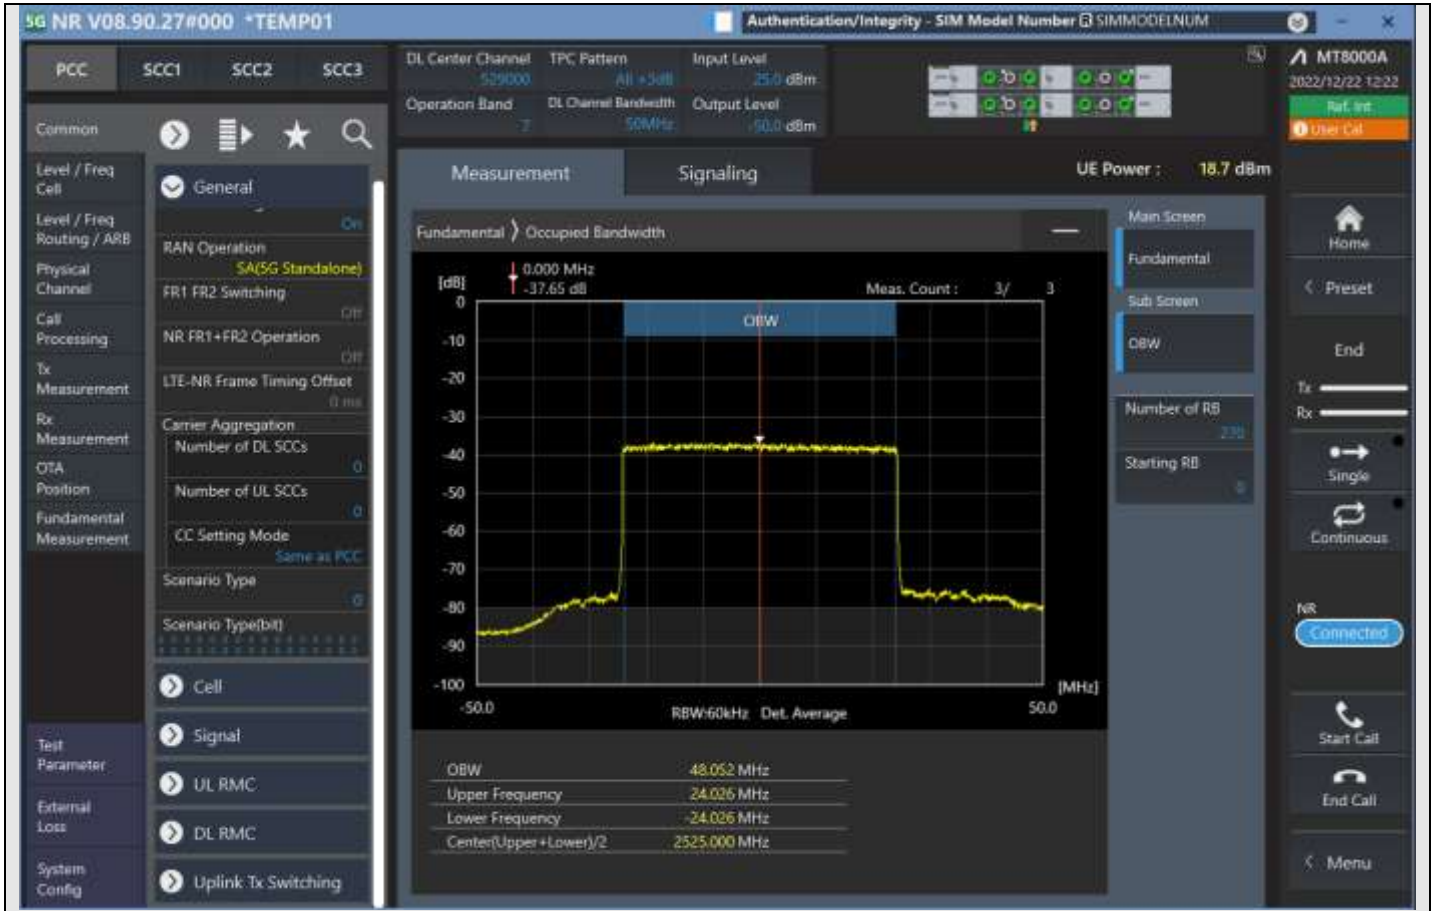 5G NR V08.90.27#000 *TEMP01
Authentication/Integrity - SIM Model Number
SIMMODELNUM
PCC
SCC1
SCC2
SCC3
DL Center Channel
529000
TPC Pattern
All +3dB
Input Level
25.0 dBm
Operation Band
7
DL Channel Bandwidth
50MHz
Output Level
-50.0 dBm
MT8000A
2022/12/22 12:22
Ref. Int
User Cal
Common
Level / Freq
Cell
Level / Freq
Routing / ARB
Physical
Channel
Call
Processing
Tx
Measurement
Rx
Measurement
OTA
Position
Fundamental
Measurement
Test
Parameter
External
Loss
System
Config
General
On
RAN Operation
SA(5G Standalone)
FR1 FR2 Switching
Off
NR FR1+FR2 Operation
Off
LTE-NR Frame Timing Offset
0 ms
Carrier Aggregation
Number of DL SCCs
0
Number of UL SCCs
0
CC Setting Mode
Same as PCC
Scenario Type
0
Scenario Type(bit)
Cell
Signal
UL RMC
DL RMC
Uplink Tx Switching
Measurement
Signaling
UE Power : 18.7 dBm
Fundamental
Occupied Bandwidth
[dB]
0.000 MHz
-37.65 dB
Meas. Count : 3/ 3
OBW
0
-10
-20
-30
-40
-50
-60
-70
-80
-90
-100
[MHz]
-50.0
RBW:60kHz Det. Average
50.0
OBW 48.052 MHz
Upper Frequency 24.026 MHz
Lower Frequency -24.026 MHz
Center(Upper+Lower)/2 2525.000 MHz
Main Screen
Fundamental
Sub Screen
OBW
Number of RB
270
Starting RB
0
Home
Preset
End
Tx
Rx
Single
Continuous
NR
Connected
Start Call
End Call
Menu